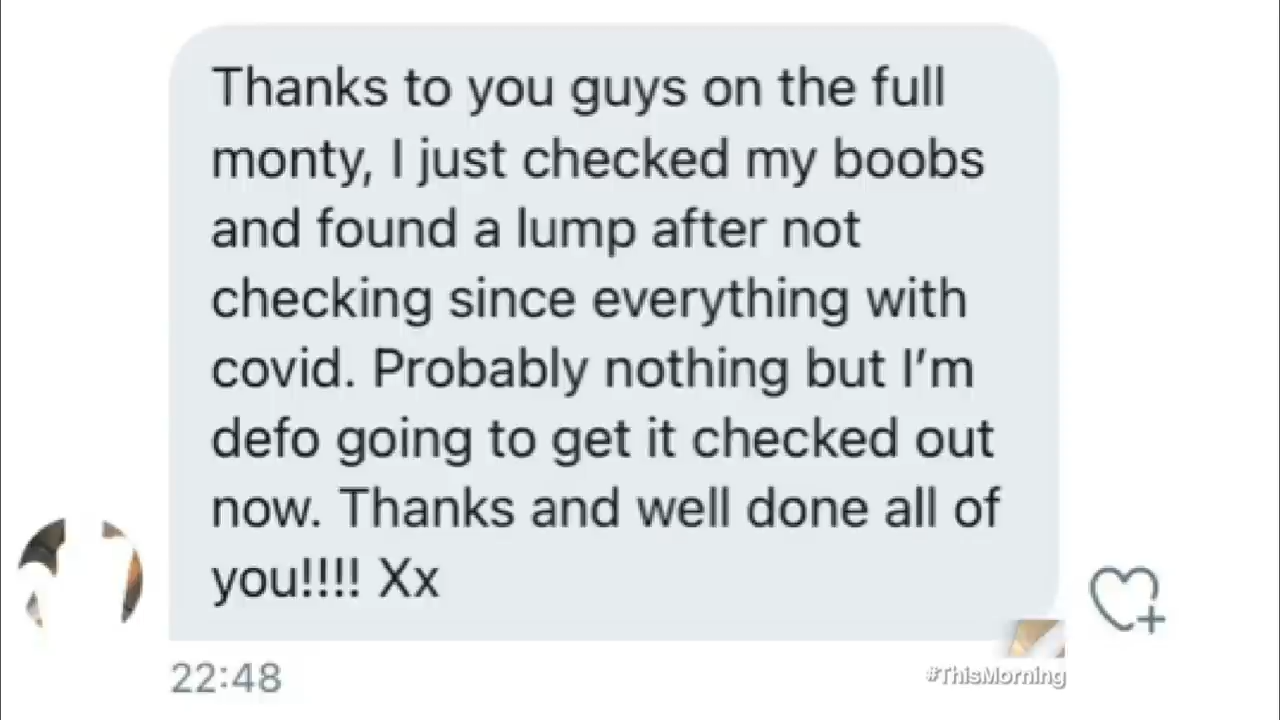 Thanks to you guys on the full
monty, I just checked my boobs
and found a lump after not
checking since everything with
covid. Probably nothing but I’m
defo going to get it checked out
now. Thanks and well done all of
you!!!! Xx
22:48
#ThisMorning